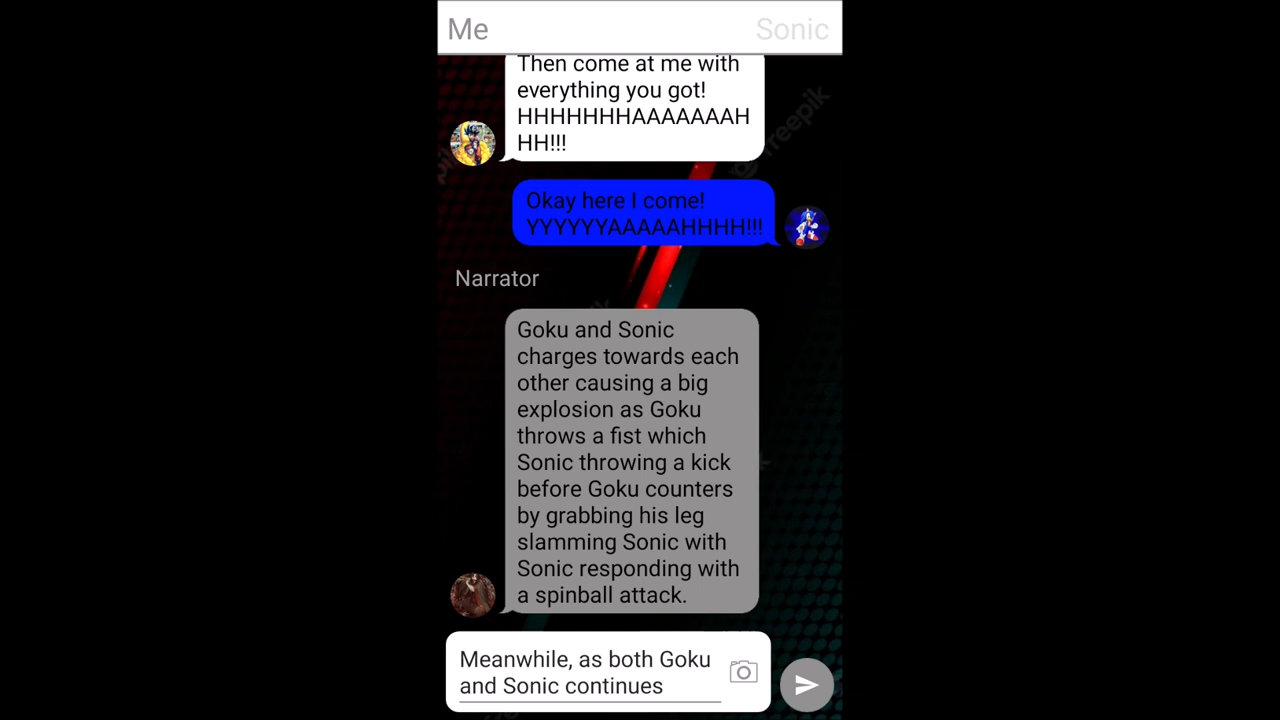 Me
Sonic
Then come at me with
everything you got!
HHHHHHHAAAAAAAH
HH!!!
Okay here I come!
YYYYYYAAAAAHHHH!!!
Narrator
Goku and Sonic
charges towards each
other causing a big
explosion as Goku
throws a fist which
Sonic throwing a kick
before Goku counters
by grabbing his leg
slamming Sonic with
Sonic responding with
a spinball attack.
Meanwhile, as both Goku
and Sonic continues
freepik